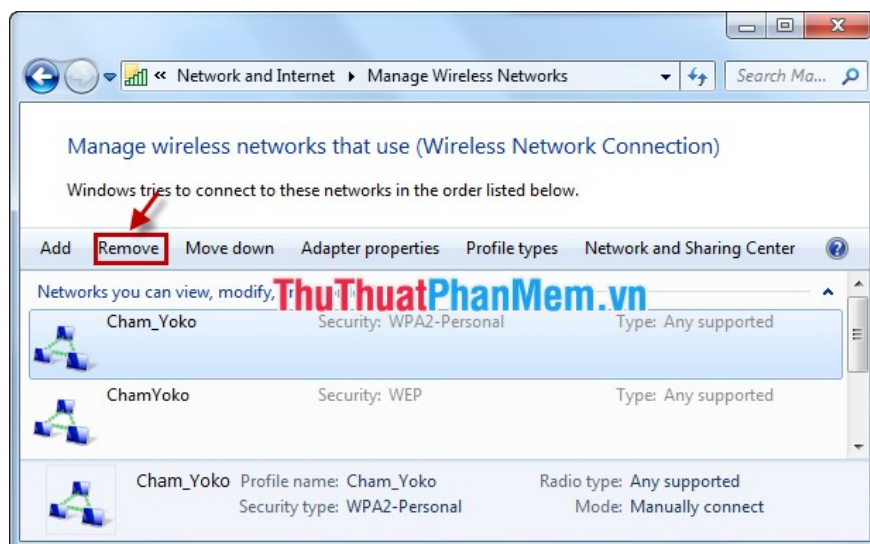 « Network and Internet ▸ Manage Wireless Networks Search Ma...
Manage wireless networks that use (Wireless Network Connection)
Windows tries to connect to these networks in the order listed below.
Add Remove Move down Adapter properties Profile types Network and Sharing Center
Networks you can view, modify,
ThuThuatPhanMem.vn
Cham_Yoko Security: WPA2-Personal Type: Any supported
ChamYoko Security: WEP Type: Any supported
Cham_Yoko Profile name: Cham_Yoko Radio type: Any supported
Security type: WPA2-Personal Mode: Manually connect